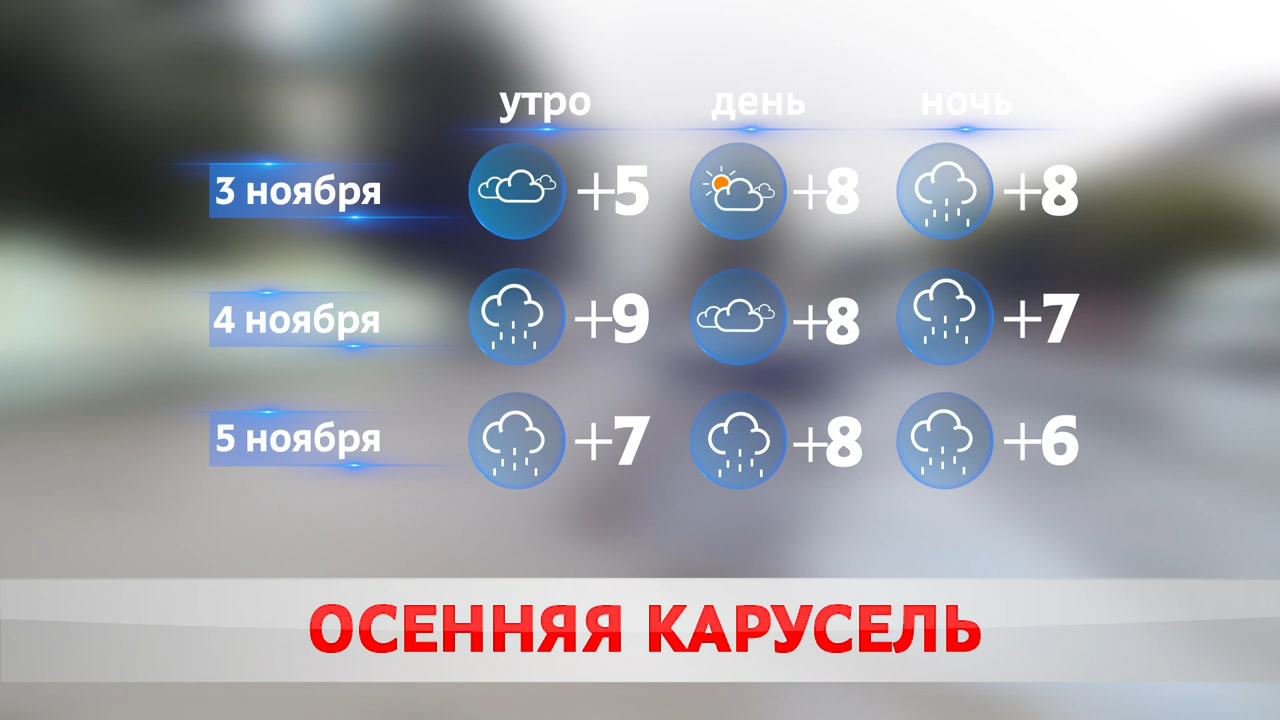 утро день ночь
3 ноября +5 +8 +8
4 ноября +9 +8 +7
5 ноября +7 +8 +6
ОСЕННЯЯ КАРУСЕЛЬ